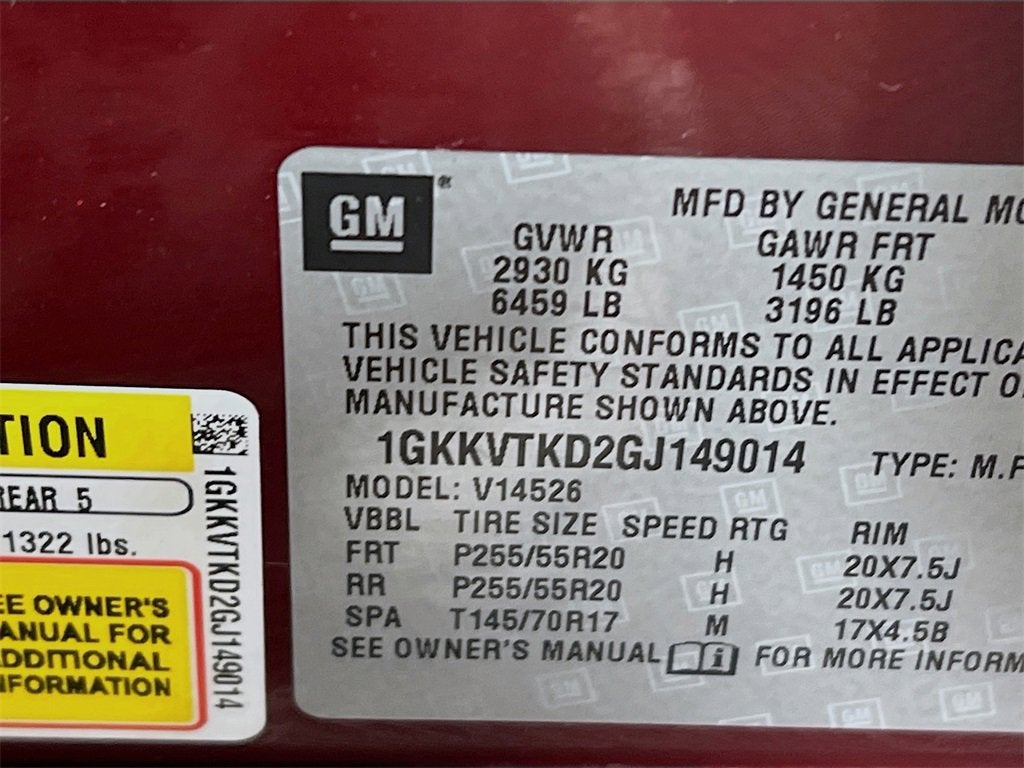 GM
®
MFD BY GENERAL MO
GVWR GAWR FRT
2930 KG 1450 KG
6459 LB 3196 LB
THIS VEHICLE CONFORMS TO ALL APPLICA
VEHICLE SAFETY STANDARDS IN EFFECT O
MANUFACTURE SHOWN ABOVE.
1GKKVTKD2GJ149014 TYPE: M.P
MODEL: V14526
VBBL TIRE SIZE SPEED RTG RIM
FRT P255/55R20 H 20X7.5J
RR P255/55R20 H 20X7.5J
SPA T145/70R17 M 17X4.5B
SEE OWNER'S MANUAL i FOR MORE INFORM
TION
REAR 5
1322 lbs.
EE OWNER'S
ANUAL FOR
DDITIONAL
NFORMATION
1GKKVTKD2GJ149014